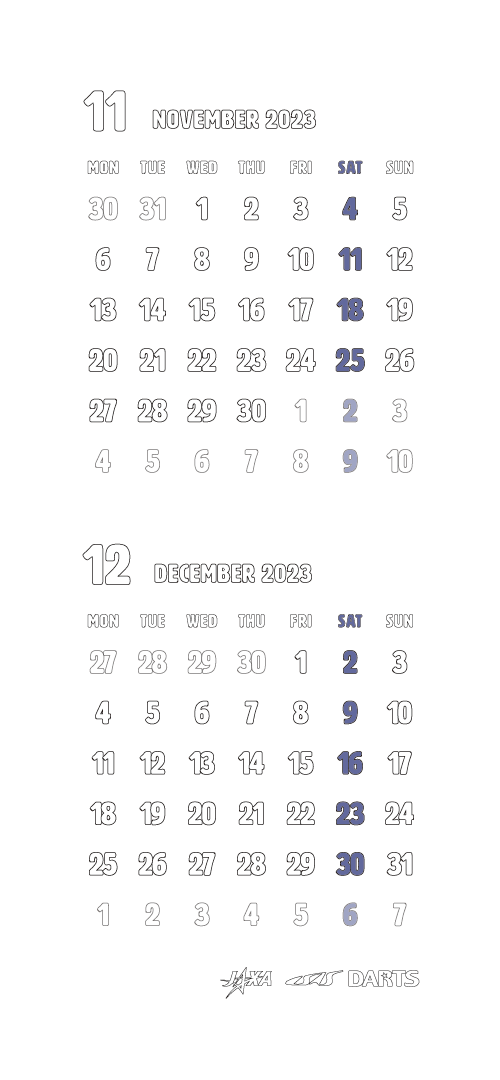 11 NOVEMBER 2023
MON TUE WED THU FRI SAT SUN
30 31 1 2 3 4 5
6 7 8 9 10 11 12
13 14 15 16 17 18 19
20 21 22 23 24 25 26
27 28 29 30 1 2 3
4 5 6 7 8 9 10
12 DECEMBER 2023
MON TUE WED THU FRI SAT SUN
27 28 29 30 1 2 3
4 5 6 7 8 9 10
11 12 13 14 15 16 17
18 19 20 21 22 23 24
25 26 27 28 29 30 31
1 2 3 4 5 6 7
JAXA ISAS DARTS